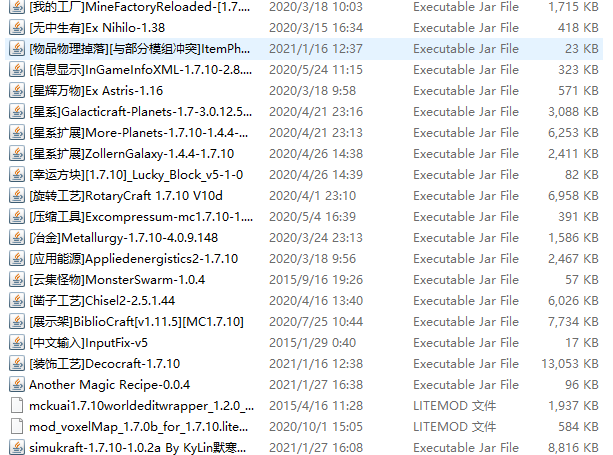 [我的工厂]MineFactoryReloaded-[1.7.... 2020/3/18 10:03 Executable Jar File 1,715 KB
[无中生有]Ex Nihilo-1.38 2020/3/15 16:34 Executable Jar File 418 KB
[物品物理掉落][与部分模组冲突]ItemPh... 2021/1/16 12:37 Executable Jar File 23 KB
[信息显示]InGameInfoXML-1.7.10-2.8.... 2020/5/24 11:15 Executable Jar File 323 KB
[星辉万物]Ex Astris-1.16 2020/3/18 9:58 Executable Jar File 571 KB
[星系]Galacticraft-Planets-1.7-3.0.12.5... 2020/4/21 23:16 Executable Jar File 3,088 KB
[星系扩展]More-Planets-1.7.10-1.4.4-... 2020/4/21 23:13 Executable Jar File 6,253 KB
[星系扩展]ZollernGalaxy-1.4.4-1.7.10 2020/4/26 14:38 Executable Jar File 2,411 KB
[幸运方块][1.7.10]_Lucky_Block_v5-1-0 2020/4/26 14:39 Executable Jar File 82 KB
[旋转工艺]RotaryCraft 1.7.10 V10d 2020/4/1 23:10 Executable Jar File 6,958 KB
[压缩工具]Excompressum-mc1.7.10-1.... 2020/5/4 16:39 Executable Jar File 391 KB
[冶金]Metallurgy-1.7.10-4.0.9.148 2020/3/24 23:13 Executable Jar File 1,586 KB
[应用能源]Appliedenergistics2-1.7.10 2020/3/18 9:56 Executable Jar File 2,467 KB
[云集怪物]MonsterSwarm-1.0.4 2015/9/16 19:26 Executable Jar File 57 KB
[凿子工艺]Chisel2-2.5.1.44 2020/4/16 13:40 Executable Jar File 6,026 KB
[展示架]BiblioCraft[v1.11.5][MC1.7.10] 2020/7/25 10:44 Executable Jar File 7,734 KB
[中文输入]InputFix-v5 2015/1/29 0:40 Executable Jar File 17 KB
[装饰工艺]Decocraft-1.7.10 2021/1/16 12:38 Executable Jar File 13,053 KB
Another Magic Recipe-0.0.4 2021/1/27 16:38 Executable Jar File 96 KB
mckuai1.7.10worldeditwrapper_1.2.0_... 2015/4/16 11:28 LITEMOD 文件 1,937 KB
mod_voxelMap_1.7.0b_for_1.7.10.lite... 2020/10/1 15:05 LITEMOD 文件 584 KB
simukraft-1.7.10-1.0.2a By KyLin默寒... 2021/1/27 16:08 Executable Jar File 8,816 KB